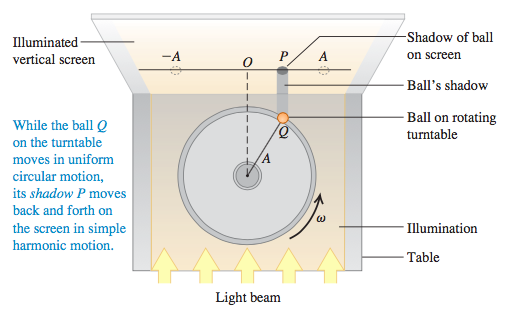 Illuminated
vertical screen
−A
O
P
A
Shadow of ball
on screen
Ball's shadow
Ball on rotating
turntable
While the ball Q
on the turntable
moves in uniform
circular motion,
its shadow P moves
back and forth on
the screen in simple
harmonic motion.
Q
A
ω
Illumination
Table
Light beam